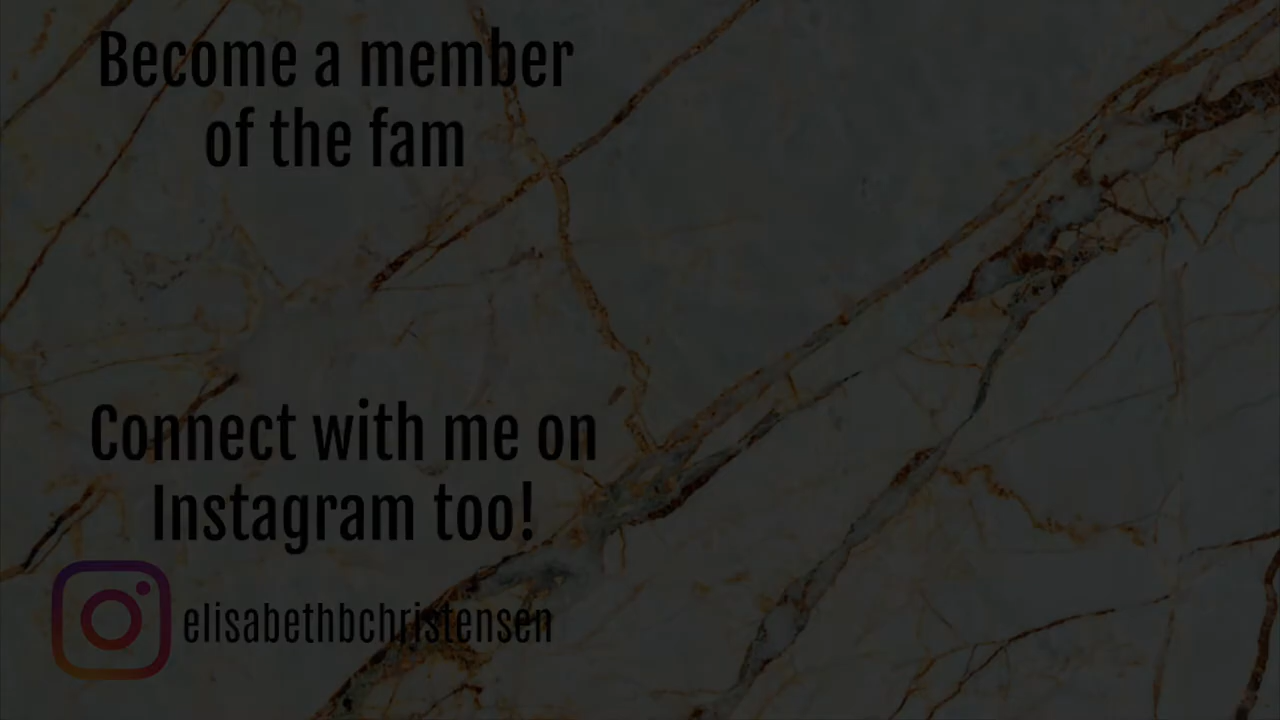 Become a member
of the fam
Connect with me on
Instagram too!
elisabethbchristensen